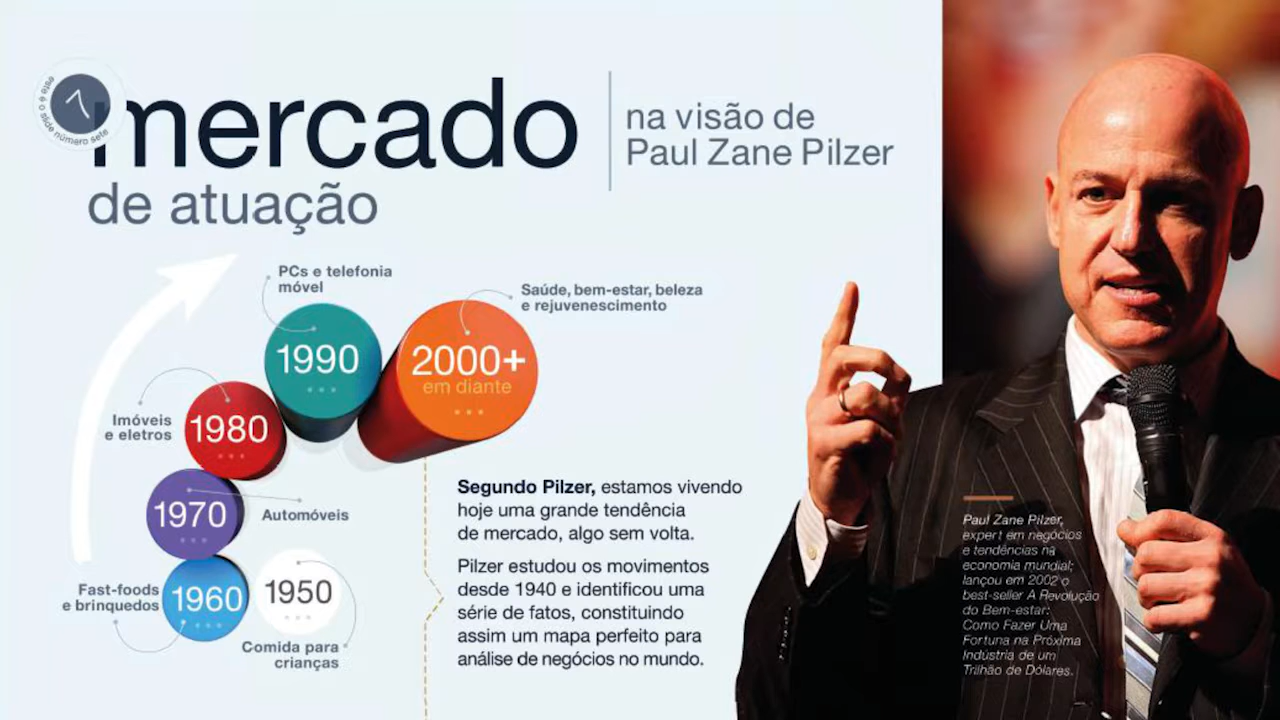 este é o slide número sete
7
mercado
de atuação
na visão de
Paul Zane Pilzer
PCs e telefonia
móvel
1990
Saúde, bem-estar, beleza
e rejuvenescimento
2000+
em diante
Imóveis
e eletros
1980
1970
Automóveis
Fast-foods
e brinquedos
1960
1950
Comida para
crianças
Segundo Pilzer, estamos vivendo
hoje uma grande tendência
de mercado, algo sem volta.
Pilzer estudou os movimentos
desde 1940 e identificou uma
série de fatos, constituindo
assim um mapa perfeito para
análise de negócios no mundo.
Paul Zane Pilzer,
expert em negócios
e tendências na
economia mundial;
lançou em 2002 o
best-seller A Revolução
do Bem-estar:
Como Fazer Uma
Fortuna na Próxima
Indústria de um
Trilhão de Dólares.